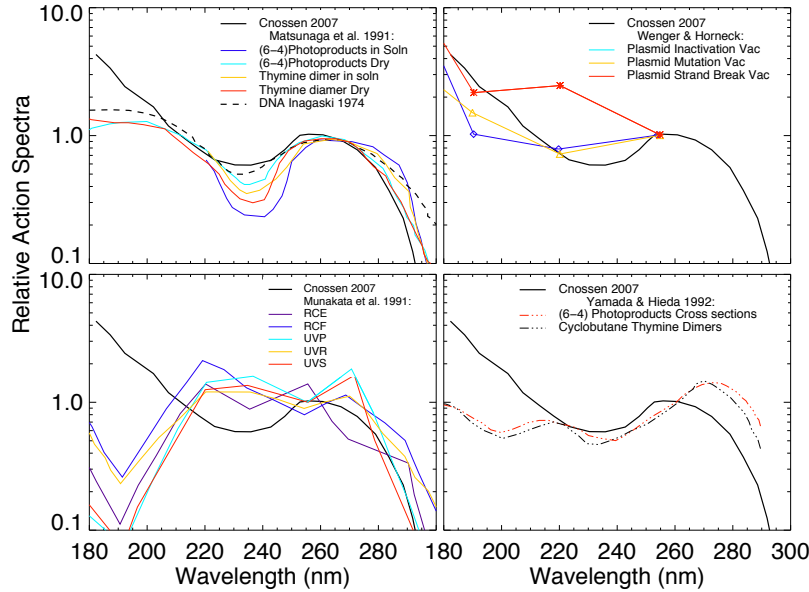 10.0
1.0
0.1
Cnossen 2007
Matsunaga et al. 1991:
(6-4)Photoproducts in Soln
(6-4)Photoproducts Dry
Thymine dimer in soln
Thymine diamer Dry
DNA Inagaski 1974
Cnossen 2007
Wenger & Horneck:
Plasmid Inactivation Vac
Plasmid Mutation Vac
Plasmid Strand Break Vac
Relative Action Spectra
10.0
1.0
0.1
Cnossen 2007
Munakata et al. 1991:
RCE
RCF
UVP
UVR
UVS
Cnossen 2007
Yamada & Hieda 1992:
(6-4) Photoproducts Cross sections
Cyclobutane Thymine Dimers
180 200 220 240 260 280 180 200 220 240 260 280 300
Wavelength (nm) Wavelength (nm)